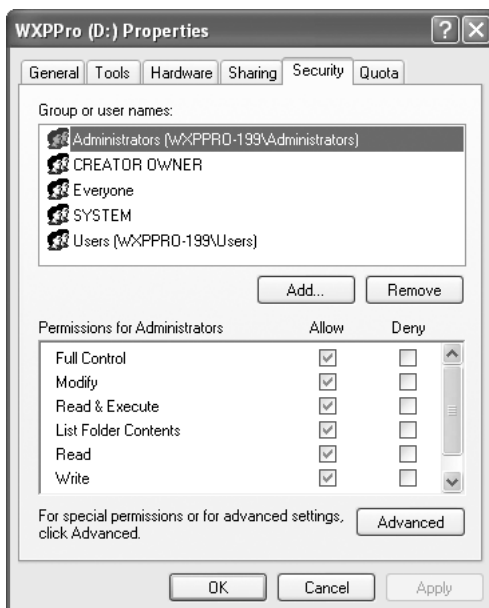 WXPPro (D:) Properties
General Tools Hardware Sharing Security Quota
Group or user names:
Administrators (WXPPRO-199\Administrators)
CREATOR OWNER
Everyone
SYSTEM
Users (WXPPRO-199\Users)
Add... Remove
Permissions for Administrators Allow Deny
Full Control
Modify
Read & Execute
List Folder Contents
Read
Write
For special permissions or for advanced settings, Advanced
click Advanced.
OK Cancel Apply